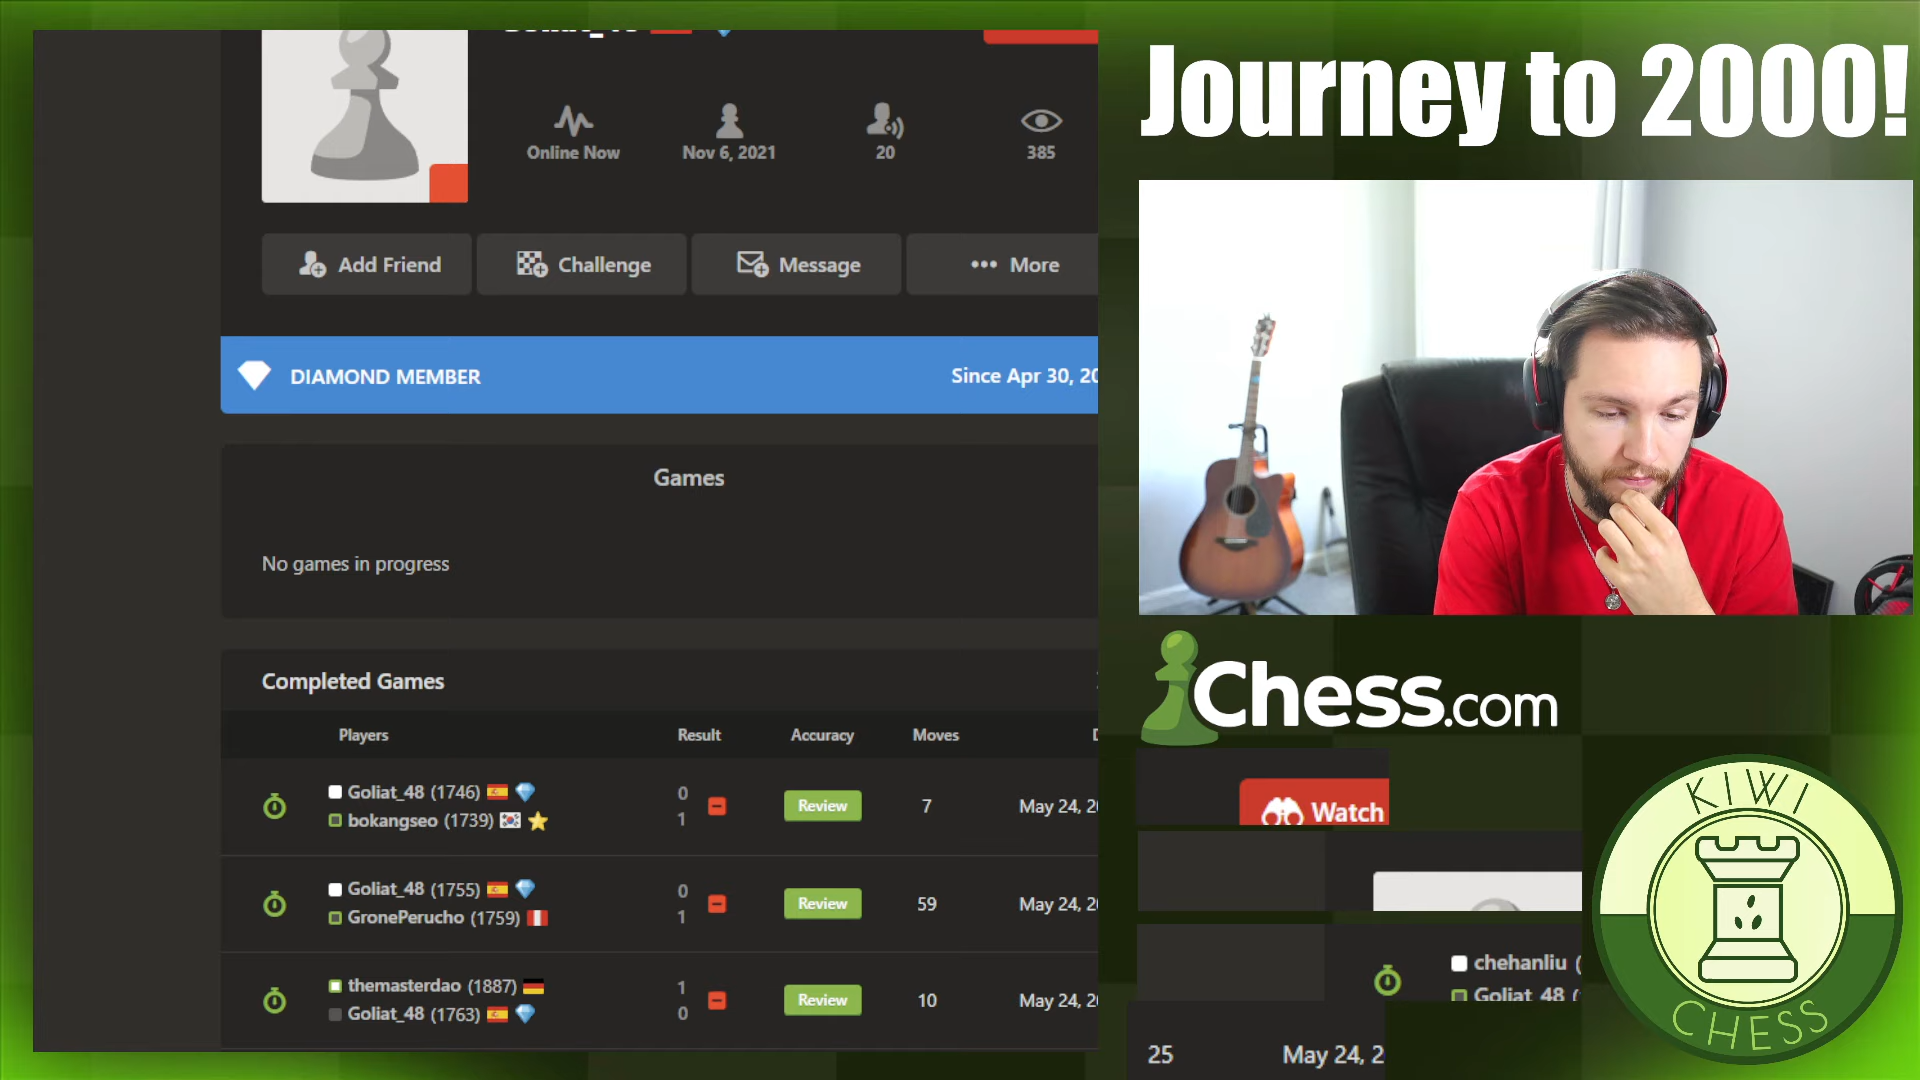 Journey to 2000!
Online Now
Nov 6, 2021
20
385
Add Friend
Challenge
Message
More
DIAMOND MEMBER
Since Apr 30, 20
Games
No games in progress
Completed Games
Players Result Accuracy Moves
Goliat_48 (1746) 0
bokangseo (1739) 1
Review 7 May 24, 20
Goliat_48 (1755) 0
GronePerucho (1759) 1
Review 59 May 24, 20
themasterdao (1887) 1
Goliat_48 (1763) 0
Review 10 May 24, 20
Chess.com
Watch
chehanliu (
Goliat_48 (
25 May 24, 2
KIWI
CHESS